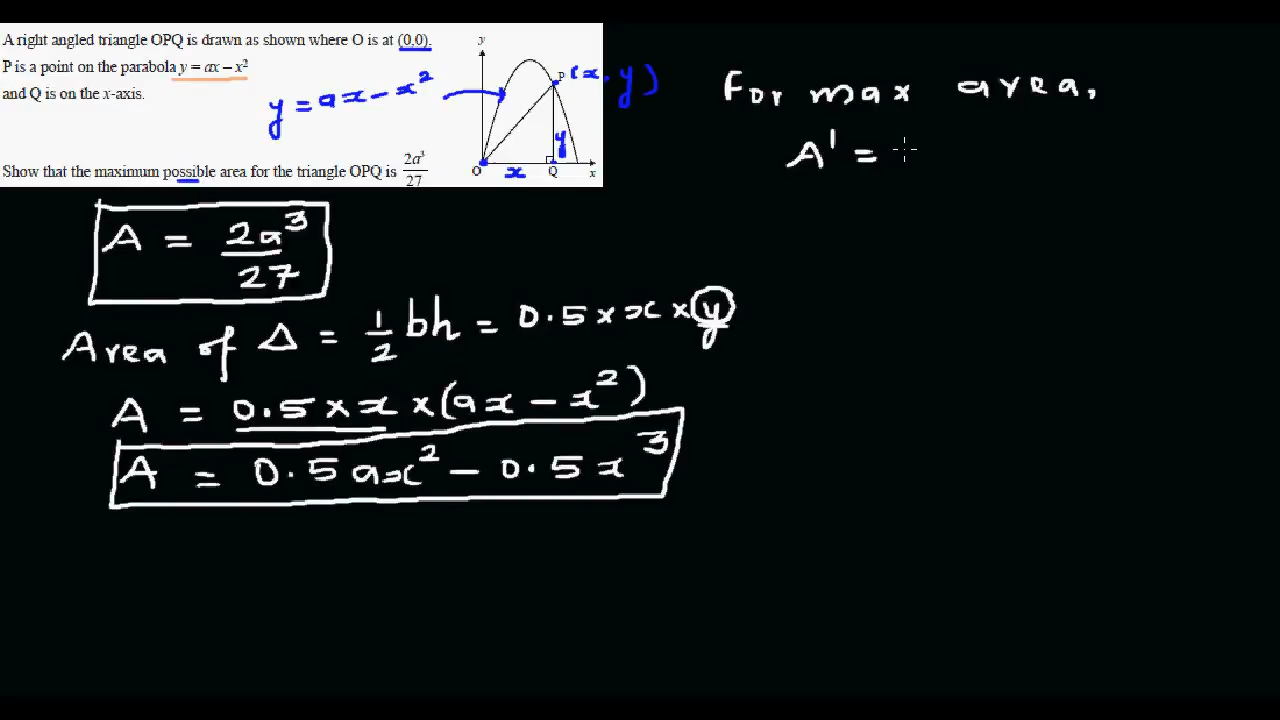 A right angled triangle OPQ is drawn as shown where O is at (0,0).
P is a point on the parabola y = ax – x²
and Q is on the x-axis.
y = ax – x²
Show that the maximum possible area for the triangle OPQ is 2a³/27
y
P (x, y)
y
O
x
Q
x
For max area,
A' =
A = 2a³/27
Area of Δ = 1/2 bh = 0.5 × x × y
A = 0.5 × x × (ax – x²)
A = 0.5ax² – 0.5x³